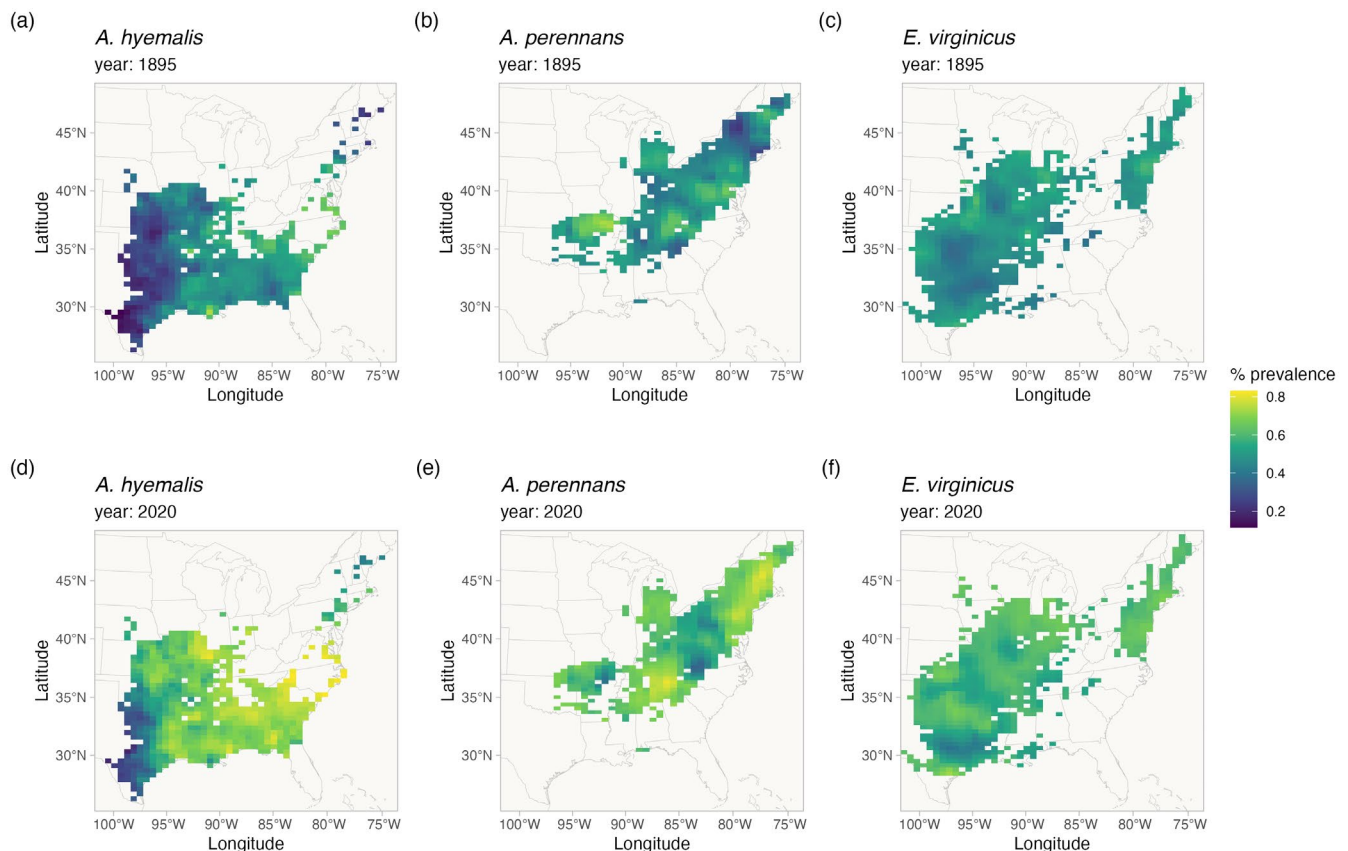 (a)
A. hyemalis
year: 1895
45°N
40°N
35°N
30°N
Latitude
100°W 95°W 90°W 85°W 80°W 75°W
Longitude
(b)
A. perennans
year: 1895
45°N
40°N
35°N
30°N
Latitude
100°W 95°W 90°W 85°W 80°W 75°W
Longitude
(c)
E. virginicus
year: 1895
45°N
40°N
35°N
30°N
Latitude
100°W 95°W 90°W 85°W 80°W 75°W
Longitude
% prevalence
0.8
0.6
0.4
0.2
(d)
A. hyemalis
year: 2020
45°N
40°N
35°N
30°N
Latitude
100°W 95°W 90°W 85°W 80°W 75°W
Longitude
(e)
A. perennans
year: 2020
45°N
40°N
35°N
30°N
Latitude
100°W 95°W 90°W 85°W 80°W 75°W
Longitude
(f)
E. virginicus
year: 2020
45°N
40°N
35°N
30°N
Latitude
100°W 95°W 90°W 85°W 80°W 75°W
Longitude